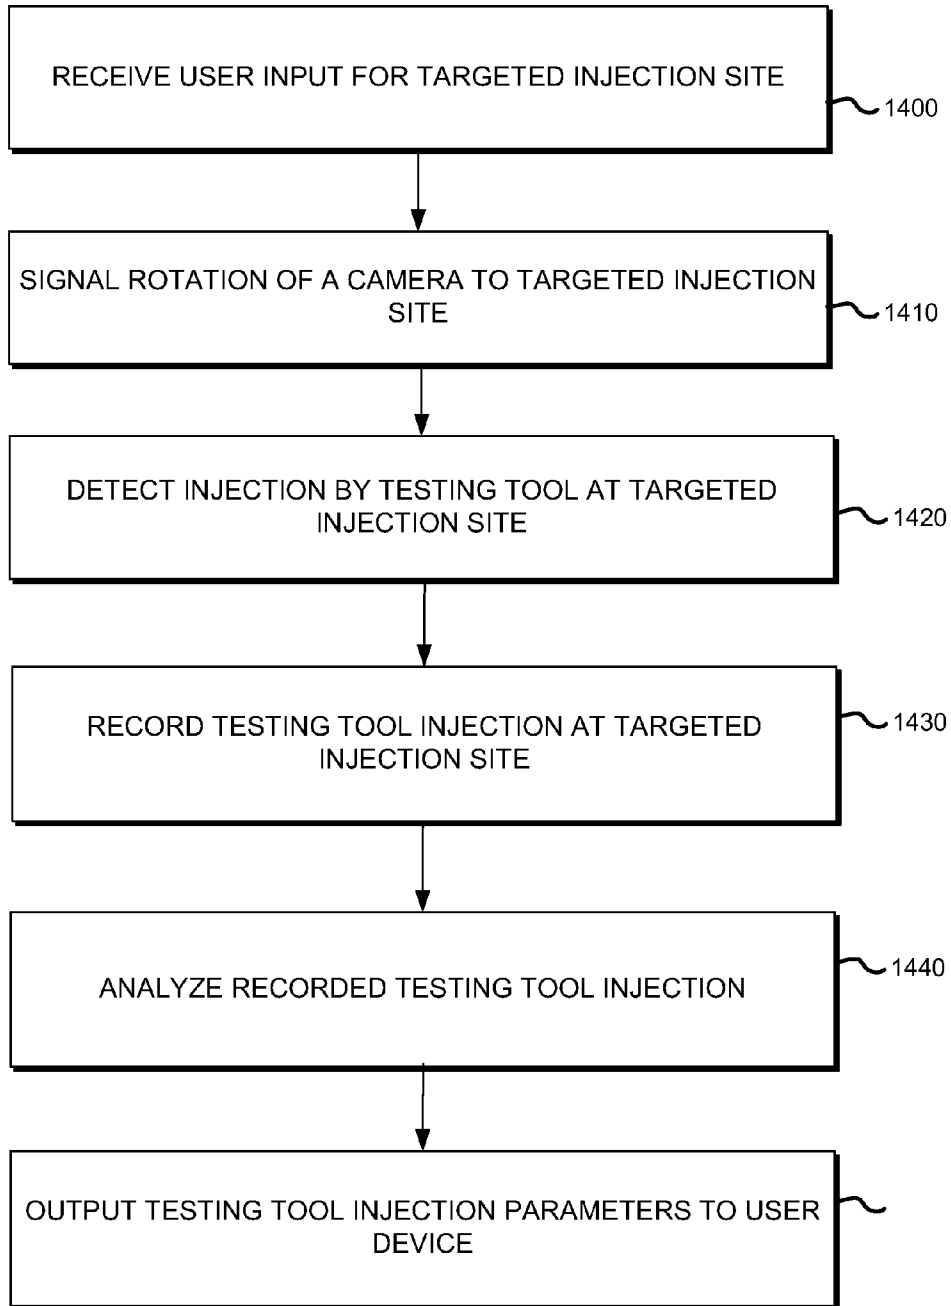 RECEIVE USER INPUT FOR TARGETED INJECTION SITE
1400
SIGNAL ROTATION OF A CAMERA TO TARGETED INJECTION
SITE
1410
DETECT INJECTION BY TESTING TOOL AT TARGETED
INJECTION SITE
1420
RECORD TESTING TOOL INJECTION AT TARGETED
INJECTION SITE
1430
ANALYZE RECORDED TESTING TOOL INJECTION
1440
OUTPUT TESTING TOOL INJECTION PARAMETERS TO USER
DEVICE